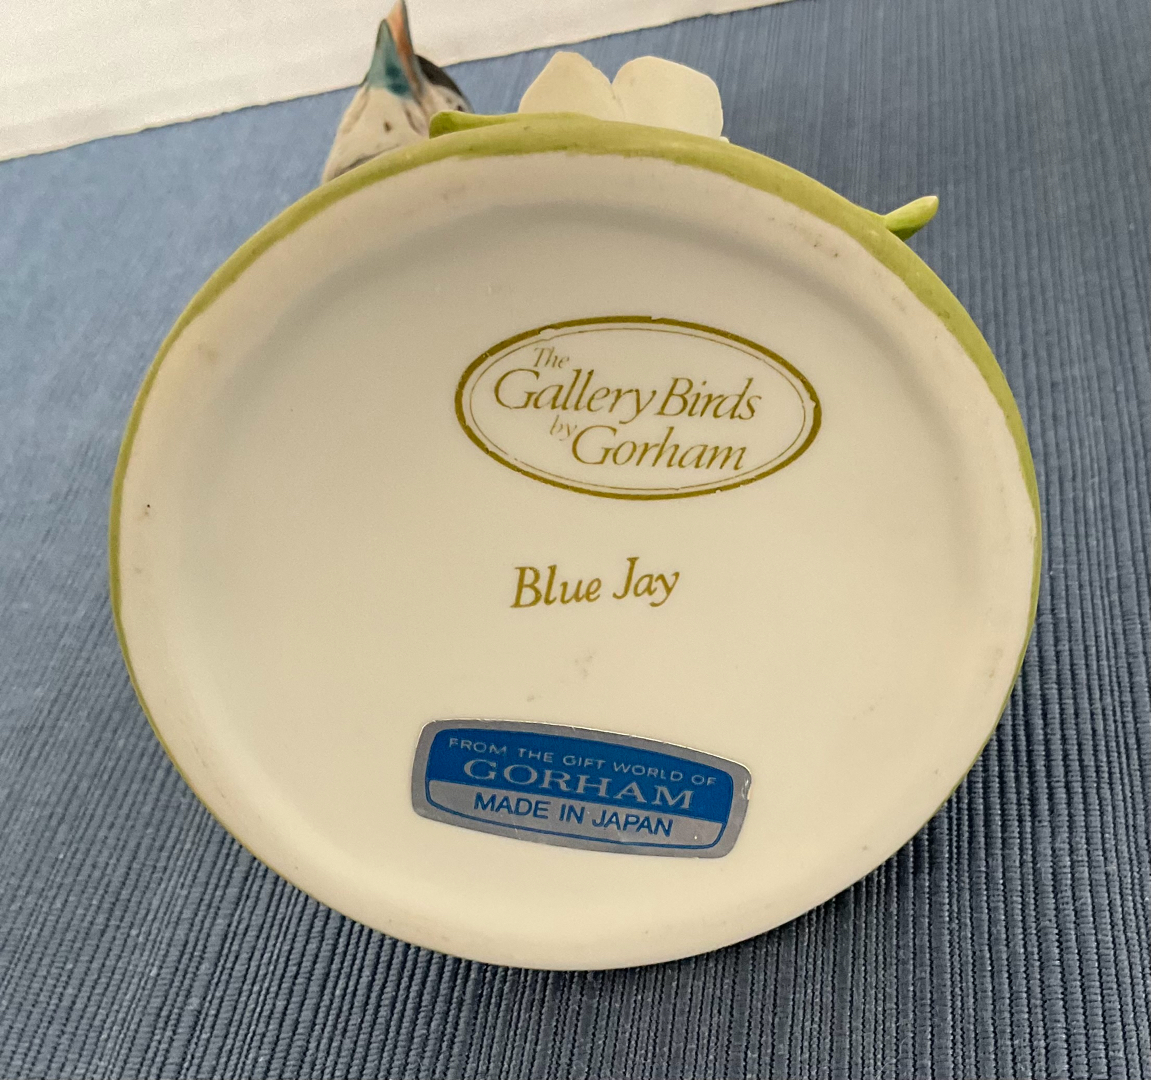 The
Gallery Birds
by
Gorham
Blue Jay
FROM THE GIFT WORLD OF
GORHAM
MADE IN JAPAN